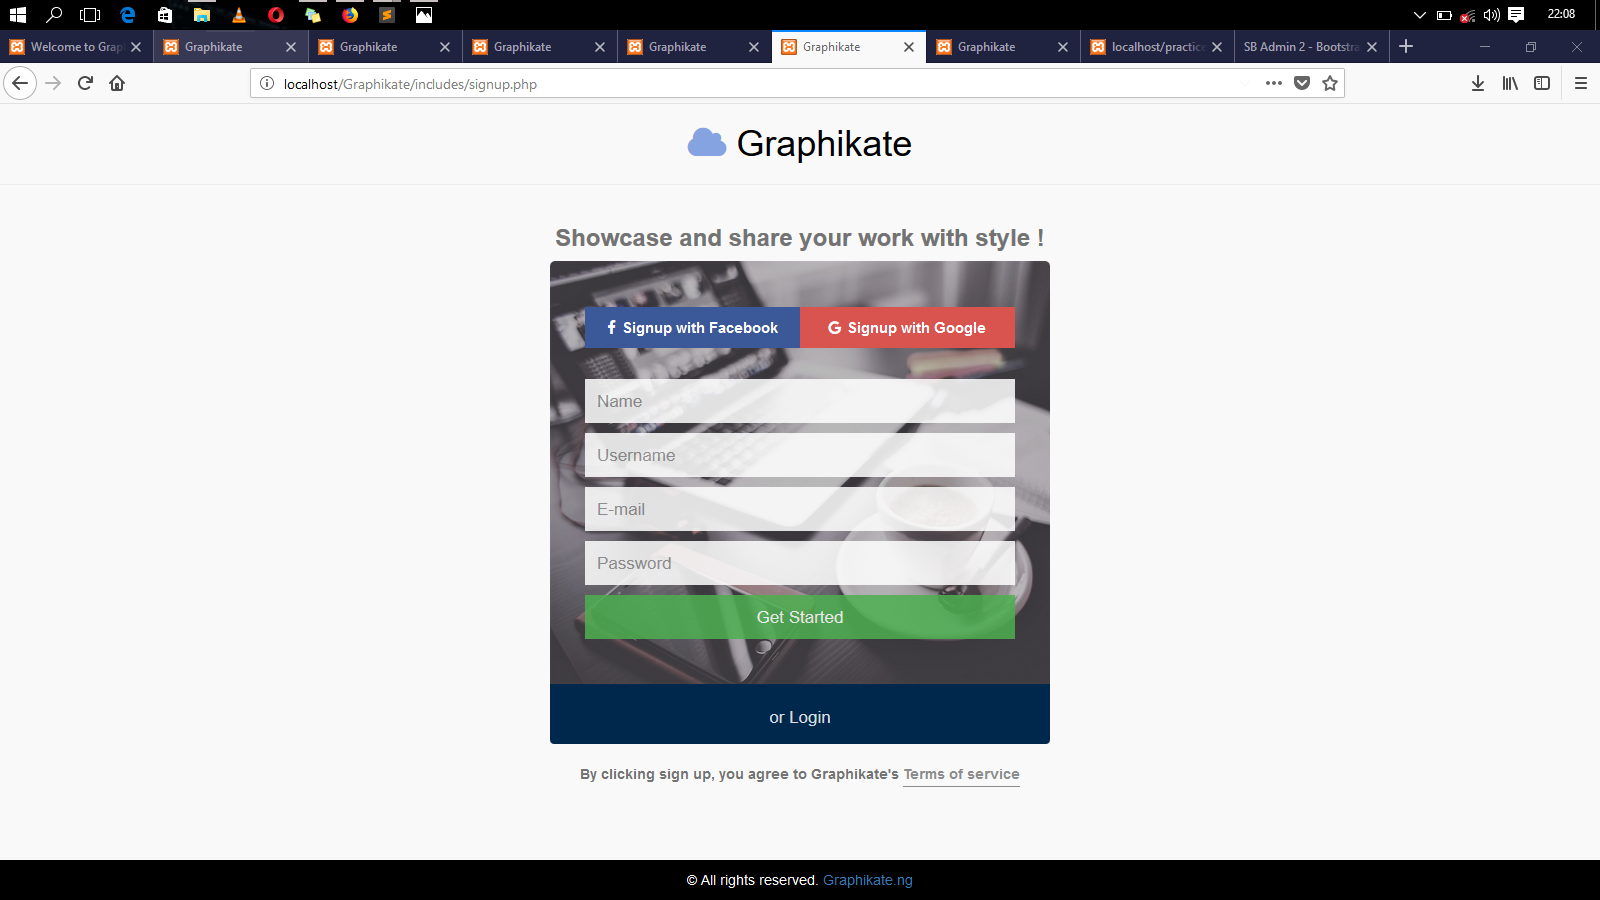 22:08
Welcome to Grap
Graphikate
Graphikate
Graphikate
Graphikate
Graphikate
Graphikate
localhost/practice
SB Admin 2 - Bootstra
localhost/Graphikate/includes/signup.php
Graphikate
Showcase and share your work with style !
Signup with Facebook
Signup with Google
Name
Username
E-mail
Password
Get Started
or Login
By clicking sign up, you agree to Graphikate's Terms of service
© All rights reserved. Graphikate.ng